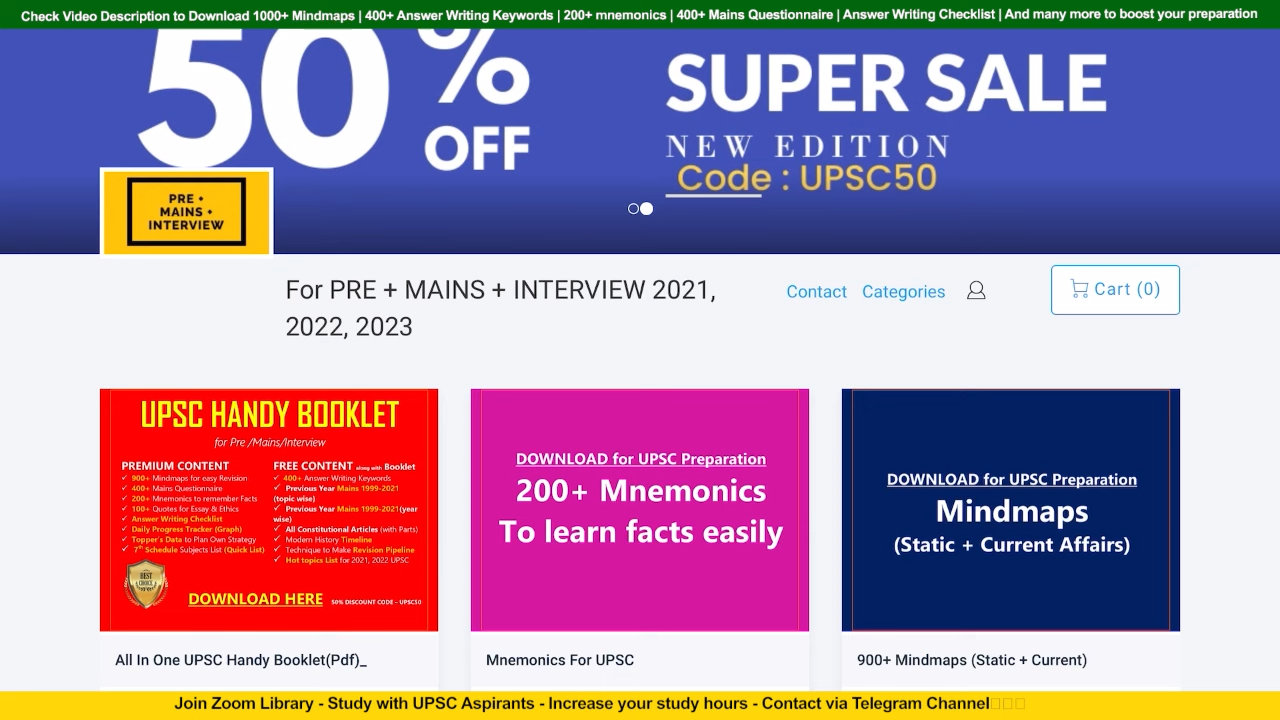 Check Video Description to Download 1000+ Mindmaps | 400+ Answer Writing Keywords | 200+ mnemonics | 400+ Mains Questionnaire | Answer Writing Checklist | And many more to boost your preparation
50%
OFF
SUPER SALE
NEW EDITION
Code : UPSC50
PRE +
MAINS +
INTERVIEW
For PRE + MAINS + INTERVIEW 2021,
2022, 2023
Contact
Categories
Cart (0)
UPSC HANDY BOOKLET
for Pre /Mains/Interview
PREMIUM CONTENT
✓ 900+ Mindmaps for easy Revision
✓ 400+ Mains Questionnaire
✓ 200+ Mnemonics to remember Facts
✓ 100+ Quotes for Essay & Ethics
✓ Answer Writing Checklist
✓ Daily Progress Tracker (Graph)
✓ Topper's Data to Plan Own Strategy
✓ 7th Schedule Subjects List (Quick List)
FREE CONTENT along with Booklet
✓ 400+ Answer Writing Keywords
✓ Previous Year Mains 1999-2021
(topic wise)
✓ Previous Year Mains 1999-2021(year
wise)
✓ All Constitutional Articles (with Parts)
✓ Modern History Timeline
✓ Technique to Make Revision Pipeline
✓ Hot topics List for 2021, 2022 UPSC
BEST
CHOICE
DOWNLOAD HERE
50% DISCOUNT CODE – UPSC50
DOWNLOAD for UPSC Preparation
200+ Mnemonics
To learn facts easily
DOWNLOAD for UPSC Preparation
Mindmaps
(Static + Current Affairs)
All In One UPSC Handy Booklet(Pdf)_
Mnemonics For UPSC
900+ Mindmaps (Static + Current)
Join Zoom Library - Study with UPSC Aspirants - Increase your study hours - Contact via Telegram Channel